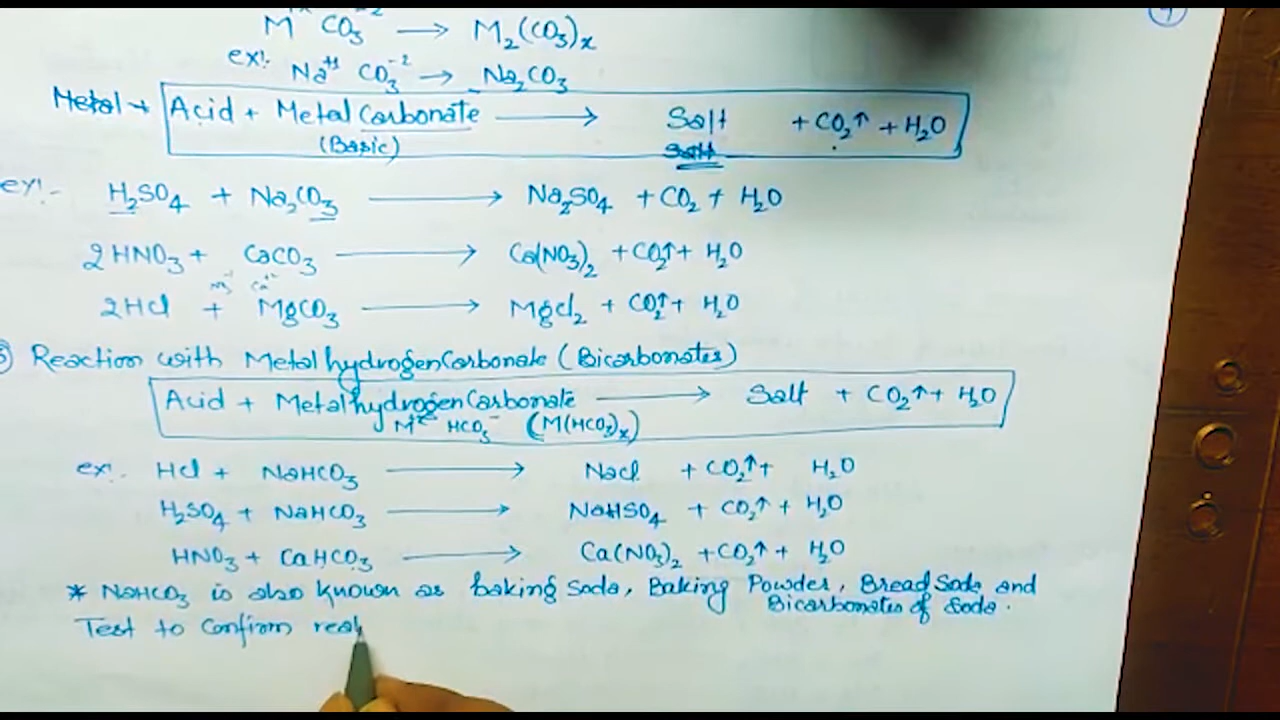 M CO₃⁻² → M₂(CO₃)ₓ
④
ex:. Na⁺¹ CO₃⁻² → Na₂CO₃
Metal + Acid + Metal Carbonate → Salt + CO₂↑ + H₂O
(Basic) Salt
ex:- H₂SO₄ + Na₂CO₃ → Na₂SO₄ + CO₂ + H₂O
2HNO₃ + CaCO₃ → Ca(NO₃)₂ + CO₂↑ + H₂O
2HCl + MgCO₃ → MgCl₂ + CO₂↑ + H₂O
Reaction with Metal hydrogen Carbonate (Bicarbonates)
Acid + Metal hydrogen Carbonate → Salt + CO₂↑ + H₂O
HCO₃⁻ (M(HCO₃)ₓ)
ex:. HCl + NaHCO₃ → NaCl + CO₂↑ + H₂O
H₂SO₄ + NaHCO₃ → NaHSO₄ + CO₂↑ + H₂O
HNO₃ + CaHCO₃ → Ca(NO₃)₂ + CO₂↑ + H₂O
* NaHCO₃ is also known as baking Soda, Baking Powder, Bread Soda and
Bicarbonates of Soda.
Test to Confirm rea